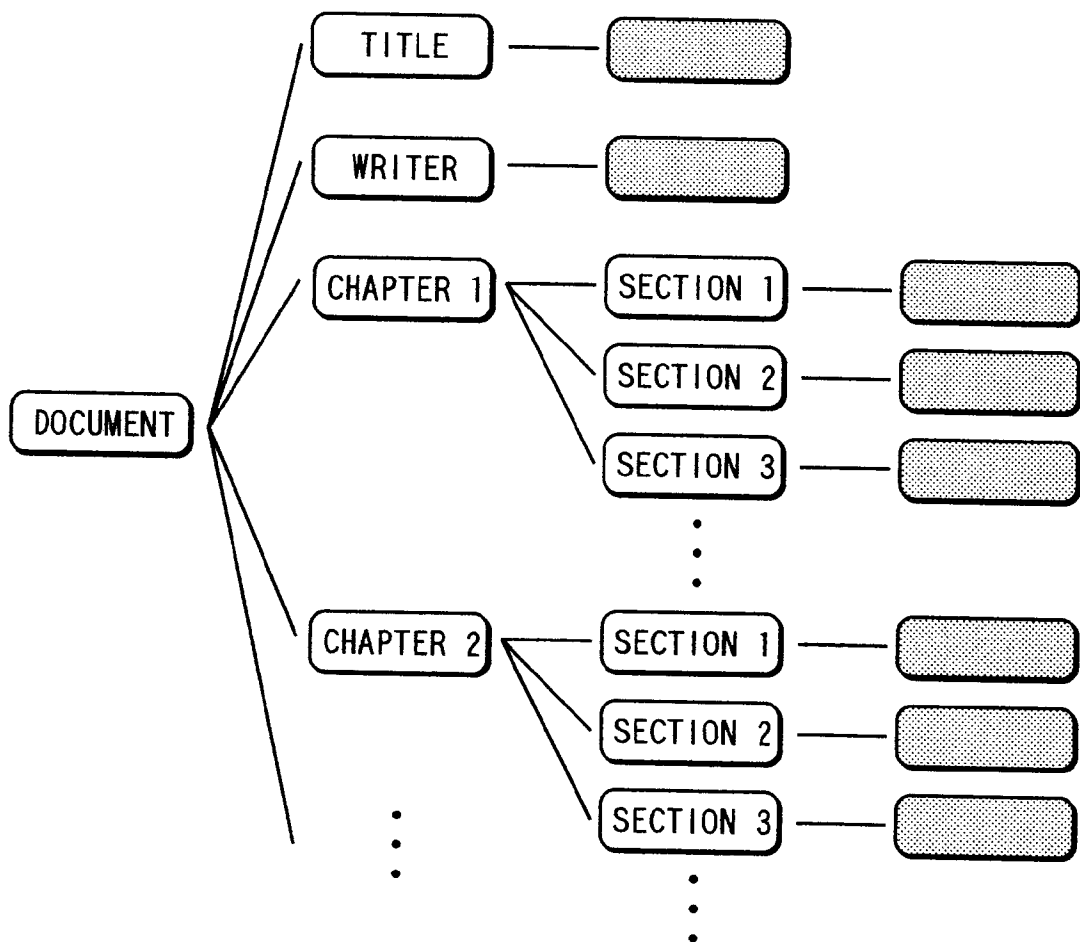 TITLE
WRITER
CHAPTER 1
SECTION 1
SECTION 2
SECTION 3
DOCUMENT
CHAPTER 2
SECTION 1
SECTION 2
SECTION 3